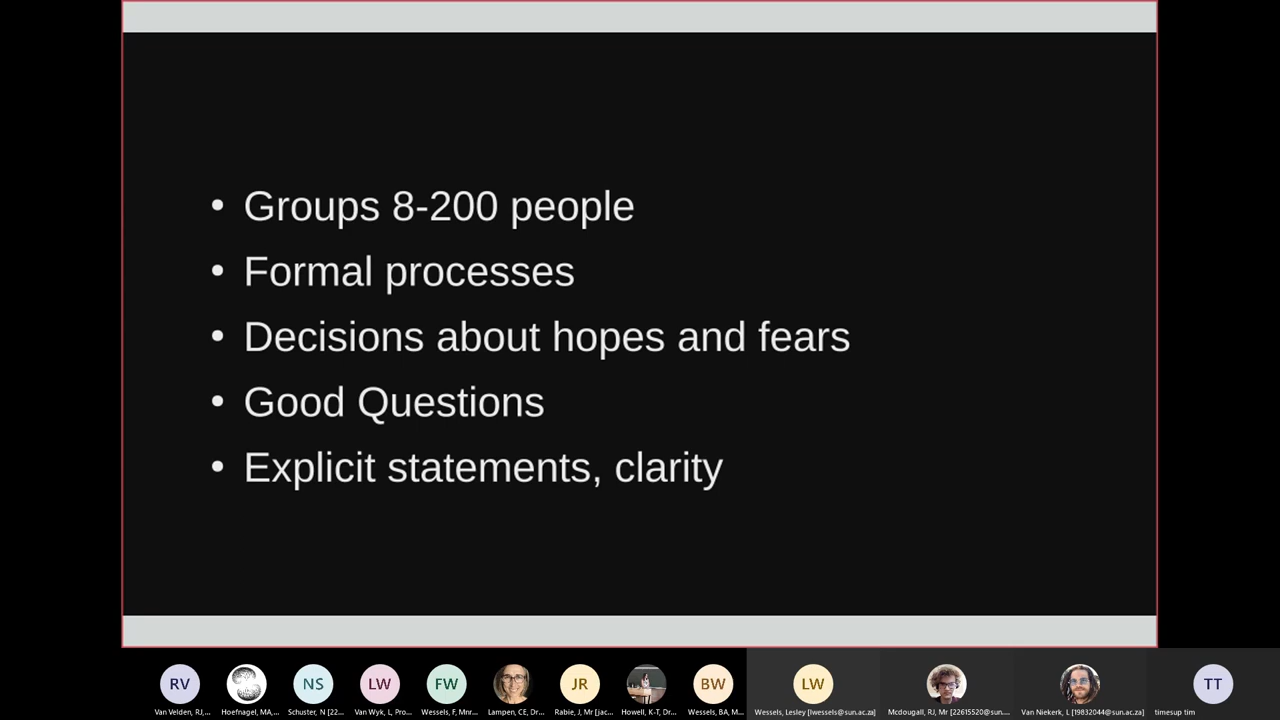 • Groups 8-200 people
• Formal processes
• Decisions about hopes and fears
• Good Questions
• Explicit statements, clarity
RV
NS
LW
FW
JR
BW
LW
TT
Van Velden, RJ,...
Hoefnagel, MA,...
Schuster, N [22...
Van Wyk, L, Pro...
Wessels, F, Mnr...
Lampen, CE, Dr...
Rabie, J, Mr [jac...
Howell, K-T, Dr...
Wessels, BA, M...
Wessels, Lesley [lwessels@sun.ac.za]
Mcdougall, RJ, Mr [22615520@sun....
Van Niekerk, L [19832044@sun.ac.za]
timesup tim